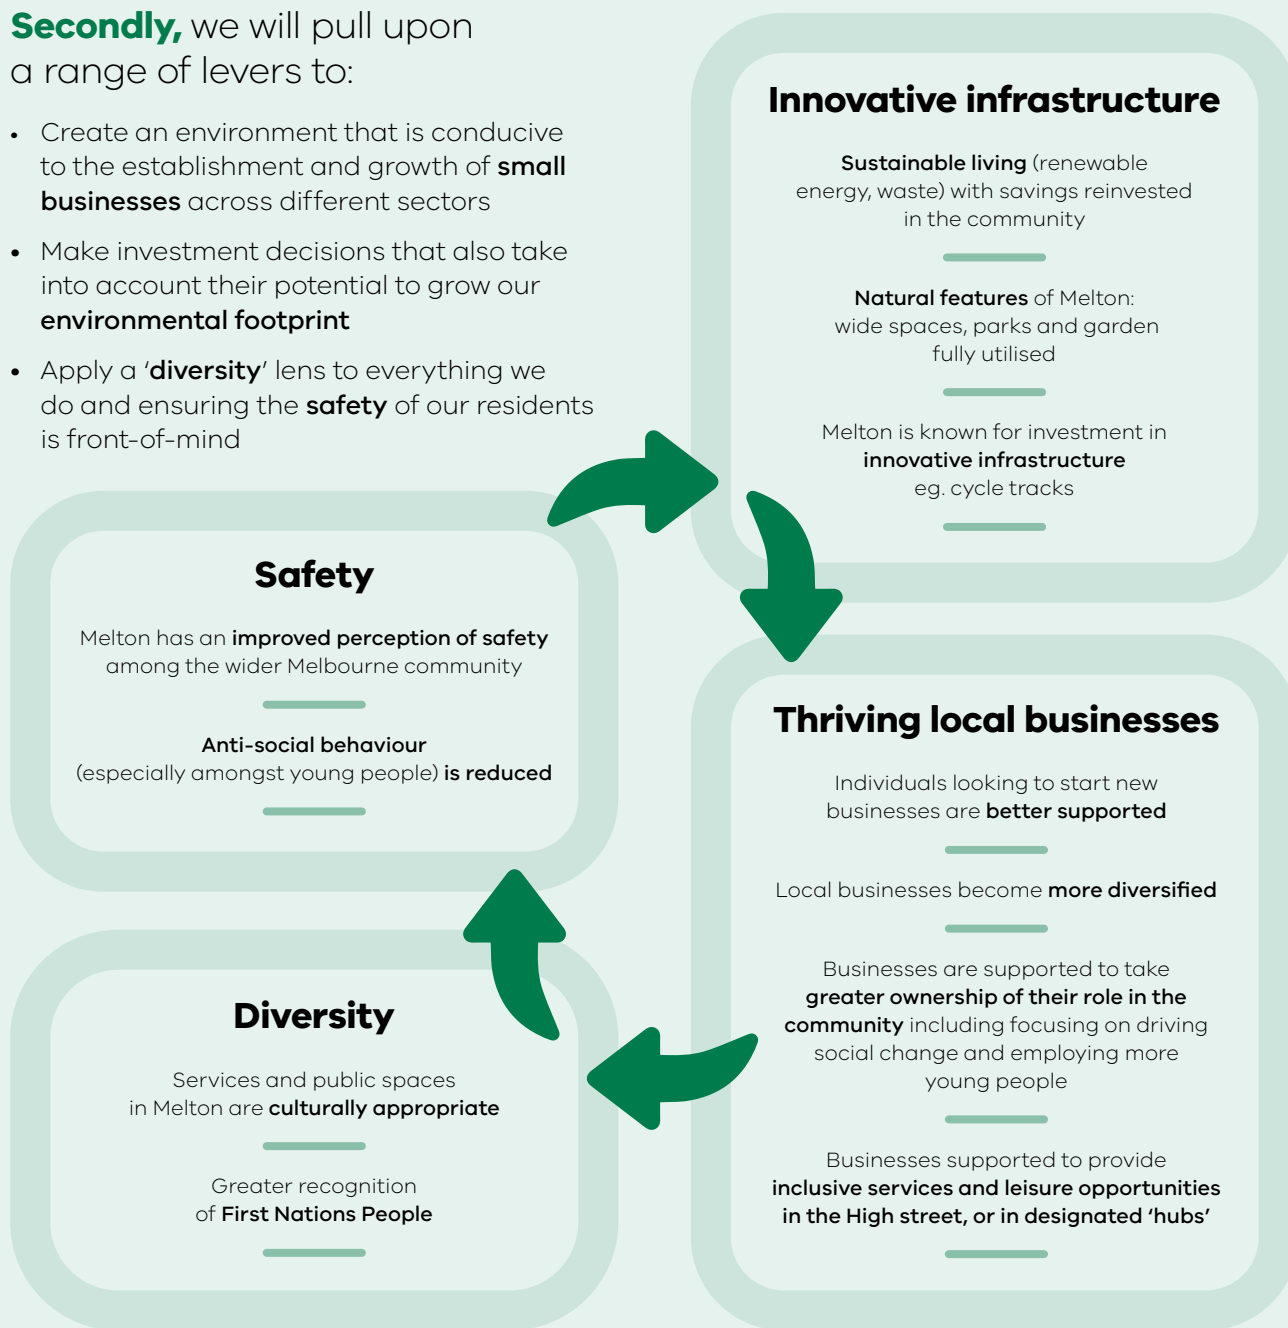 Secondly, we will pull upon
a range of levers to:
• Create an environment that is conducive
to the establishment and growth of small
businesses across different sectors
• Make investment decisions that also take
into account their potential to grow our
environmental footprint
• Apply a ‘diversity’ lens to everything we
do and ensuring the safety of our residents
is front-of-mind
Innovative infrastructure
Sustainable living (renewable
energy, waste) with savings reinvested
in the community
Natural features of Melton:
wide spaces, parks and garden
fully utilised
Melton is known for investment in
innovative infrastructure
eg. cycle tracks
Thriving local businesses
Individuals looking to start new
businesses are better supported
Local businesses become more diversified
Businesses are supported to take
greater ownership of their role in the
community including focusing on driving
social change and employing more
young people
Businesses supported to provide
inclusive services and leisure opportunities
in the High street, or in designated ‘hubs’
Diversity
Services and public spaces
in Melton are culturally appropriate
Greater recognition
of First Nations People
Safety
Melton has an improved perception of safety
among the wider Melbourne community
Anti-social behaviour
(especially amongst young people) is reduced